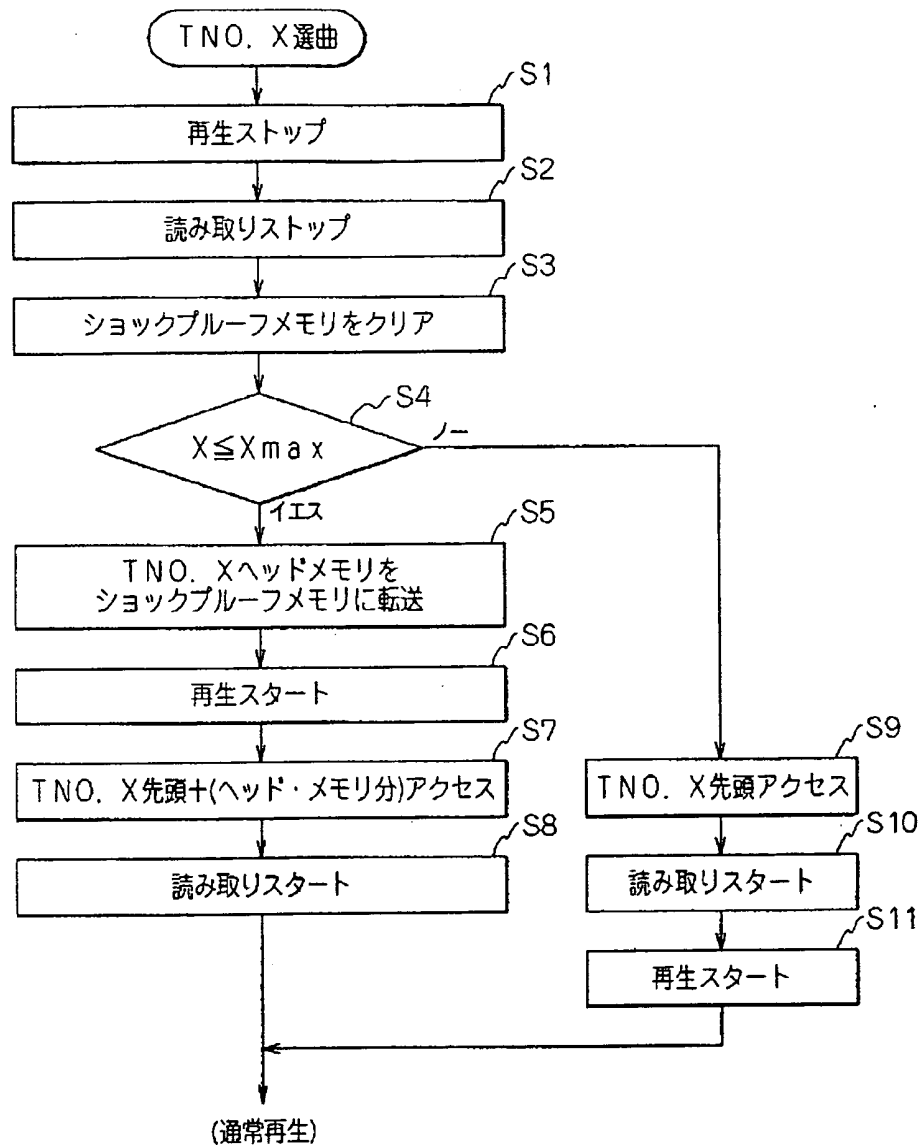 TNO. X選曲
S1
再生ストップ
S2
読み取りストップ
S3
ショックプルーフメモリをクリア
S4
X≦Xmax
ノー
イエス
S5
TNO. Xヘッドメモリを
ショックプルーフメモリに転送
S6
再生スタート
S7
TNO. X先頭+(ヘッド・メモリ分)アクセス
S8
読み取りスタート
S9
TNO. X先頭アクセス
S10
読み取りスタート
S11
再生スタート
(通常再生)